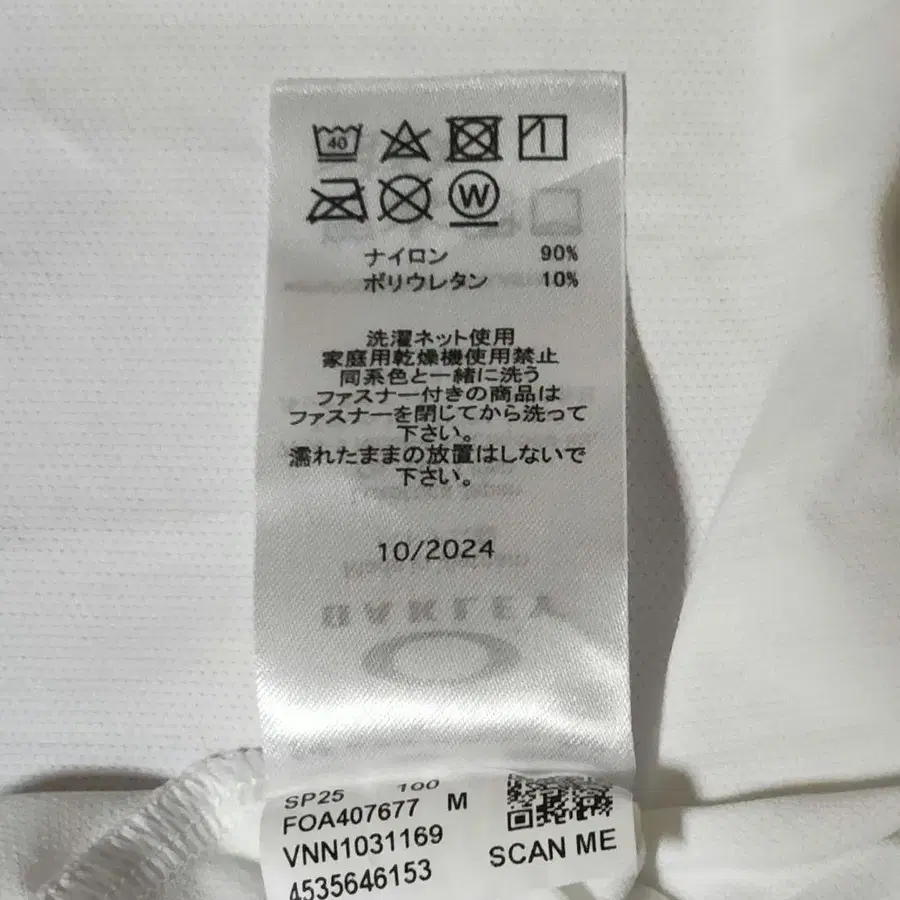 40
W
ナイロン 90%
ポリウレタン 10%
洗濯ネット使用
家庭用乾燥機使用禁止
同系色と一緒に洗う
ファスナー付きの商品は
ファスナーを閉じてから洗って
下さい。
濡れたままの放置はしないで
下さい。
10/2024
OAKLEY
SP25 100
FOA407677 M
VNN1031169
4535646153
SCAN ME